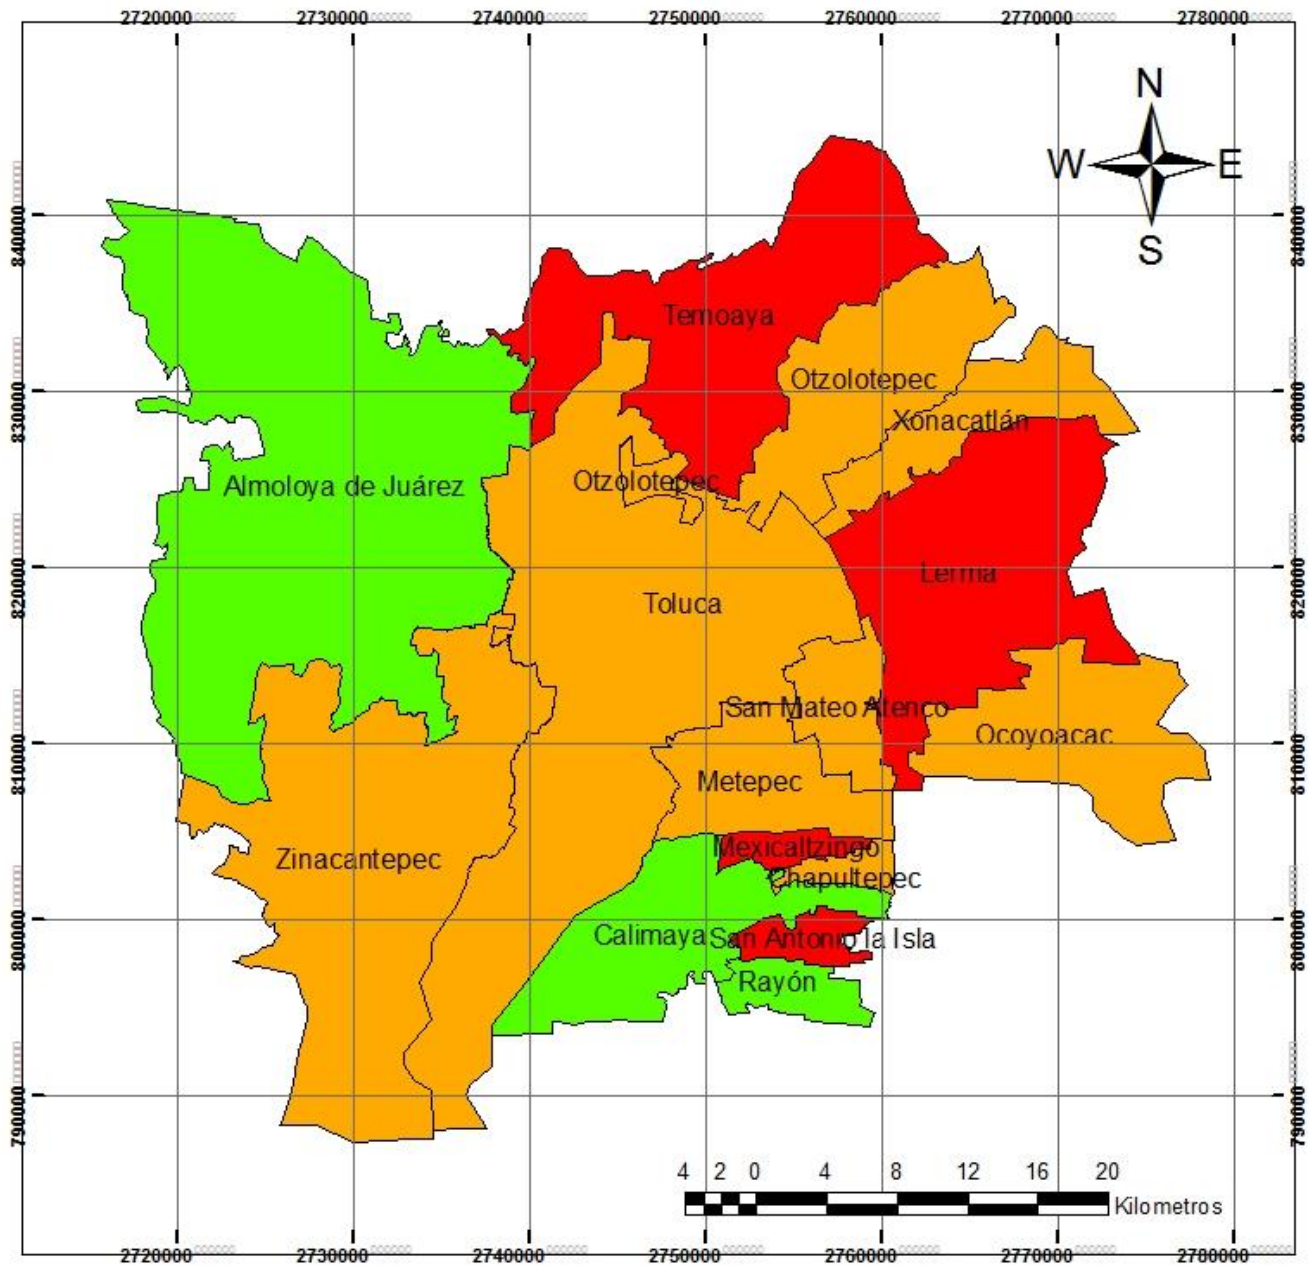 2720000 2730000 2740000 2750000 2760000 2770000 2780000
N
W E
S
840000 840000
Temoaya
830000 830000
Otzolotepec
Xonacatlán
Otzolotepec
Almoloya de Juárez
820000 820000
Lerma
Toluca
San Mateo Atenco
Ocoyoacac
810000 810000
Metepec
Mexicaltzingo
Zinacantepec
Chapultepec
800000 800000
Calimaya San Antonio la Isla
Rayón
790000 790000
4 2 0 4 8 12 16 20
Kilometros
2720000 2730000 2740000 2750000 2760000 2770000 2780000